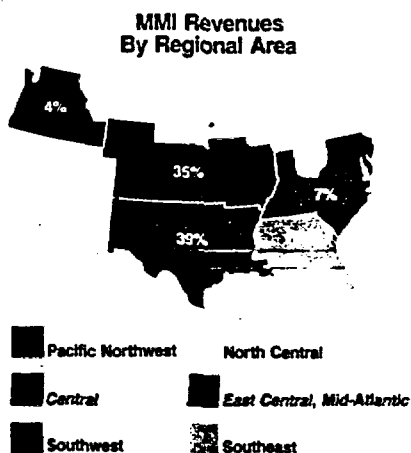 MMI Revenues
By Regional Area
4%
35%
7%
39%
Pacific Northwest North Central
Central East Central, Mid-Atlantic
Southwest Southeast